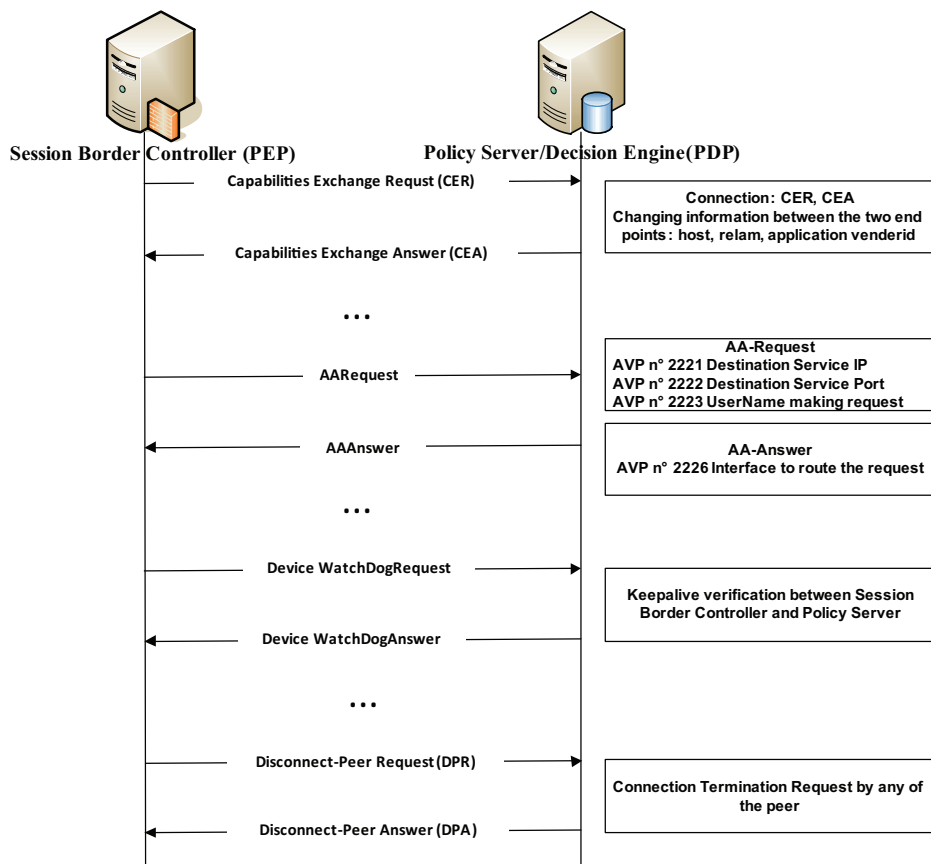 Session Border Controller (PEP)
Policy Server/Decision Engine(PDP)
Capabilities Exchange Requst (CER)
Connection: CER, CEA
Changing information between the two end
points: host, relam, application venderid
Capabilities Exchange Answer (CEA)
...
AARequest
AA-Request
AVP n° 2221 Destination Service IP
AVP n° 2222 Destination Service Port
AVP n° 2223 UserName making request
AAAnswer
AA-Answer
AVP n° 2226 Interface to route the request
...
Device WatchDogRequest
Keepalive verification between Session
Border Controller and Policy Server
Device WatchDogAnswer
...
Disconnect-Peer Request (DPR)
Connection Termination Request by any of
the peer
Disconnect-Peer Answer (DPA)